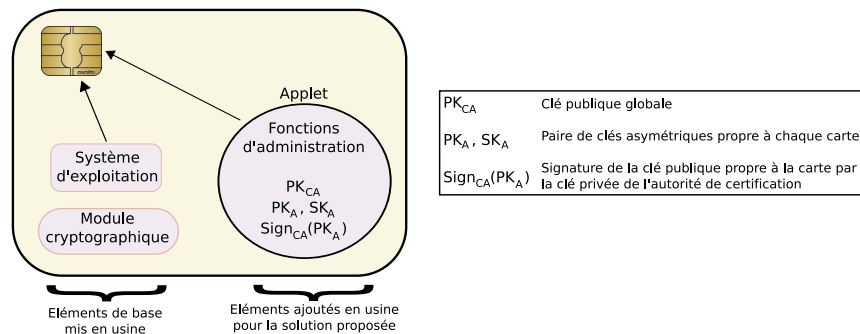 axalto
Applet
Fonctions
d'administration
PK_CA
PK_A , SK_A
Sign_CA(PK_A)
Système
d'exploitation
Module
cryptographique
Eléments de base
mis en usine
Eléments ajoutés en usine
pour la solution proposée
PK_CA Clé publique globale
PK_A , SK_A Paire de clés asymétriques propre à chaque carte
Sign_CA(PK_A) Signature de la clé publique propre à la carte par
la clé privée de l'autorité de certification